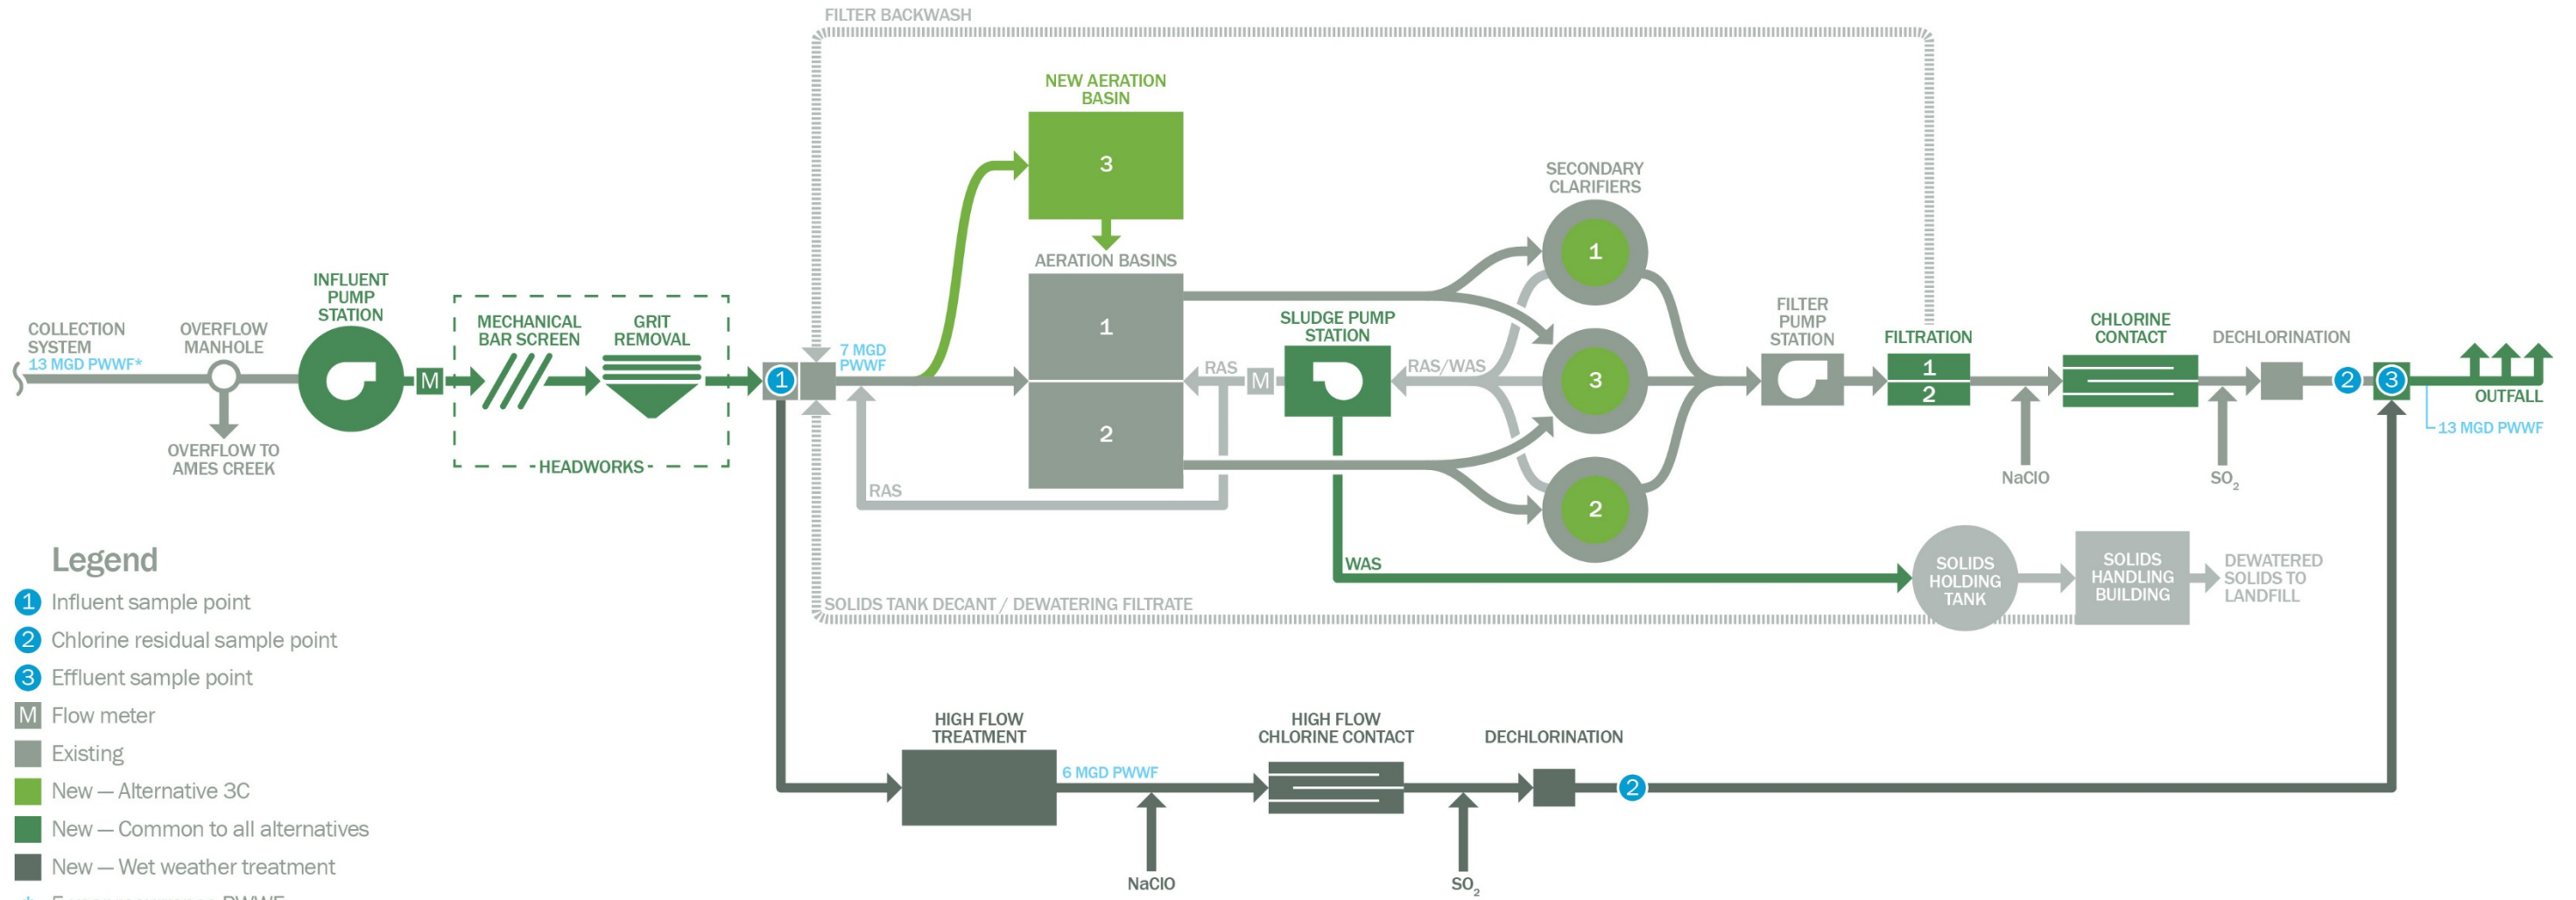 FILTER BACKWASH
NEW AERATION
BASIN
3
AERATION BASINS
1
2
SECONDARY
CLARIFIERS
1
3
2
COLLECTION
SYSTEM
13 MGD PWWF*
OVERFLOW
MANHOLE
OVERFLOW TO
AMES CREEK
INFLUENT
PUMP
STATION
M
MECHANICAL
BAR SCREEN
GRIT
REMOVAL
HEADWORKS
1
7 MGD
PWWF
RAS
M
SLUDGE PUMP
STATION
RAS/WAS
RAS
WAS
FILTER
PUMP
STATION
FILTRATION
1
2
CHLORINE
CONTACT
DECHLORINATION
NaClO
SO2
2
3
OUTFALL
13 MGD PWWF
SOLIDS
HOLDING
TANK
SOLIDS
HANDLING
BUILDING
DEWATERED
SOLIDS TO
LANDFILL
SOLIDS TANK DECANT / DEWATERING FILTRATE
HIGH FLOW
TREATMENT
6 MGD PWWF
NaClO
HIGH FLOW
CHLORINE CONTACT
SO2
DECHLORINATION
2
Legend
1 Influent sample point
2 Chlorine residual sample point
3 Effluent sample point
M Flow meter
Existing
New — Alternative 3C
New — Common to all alternatives
New — Wet weather treatment